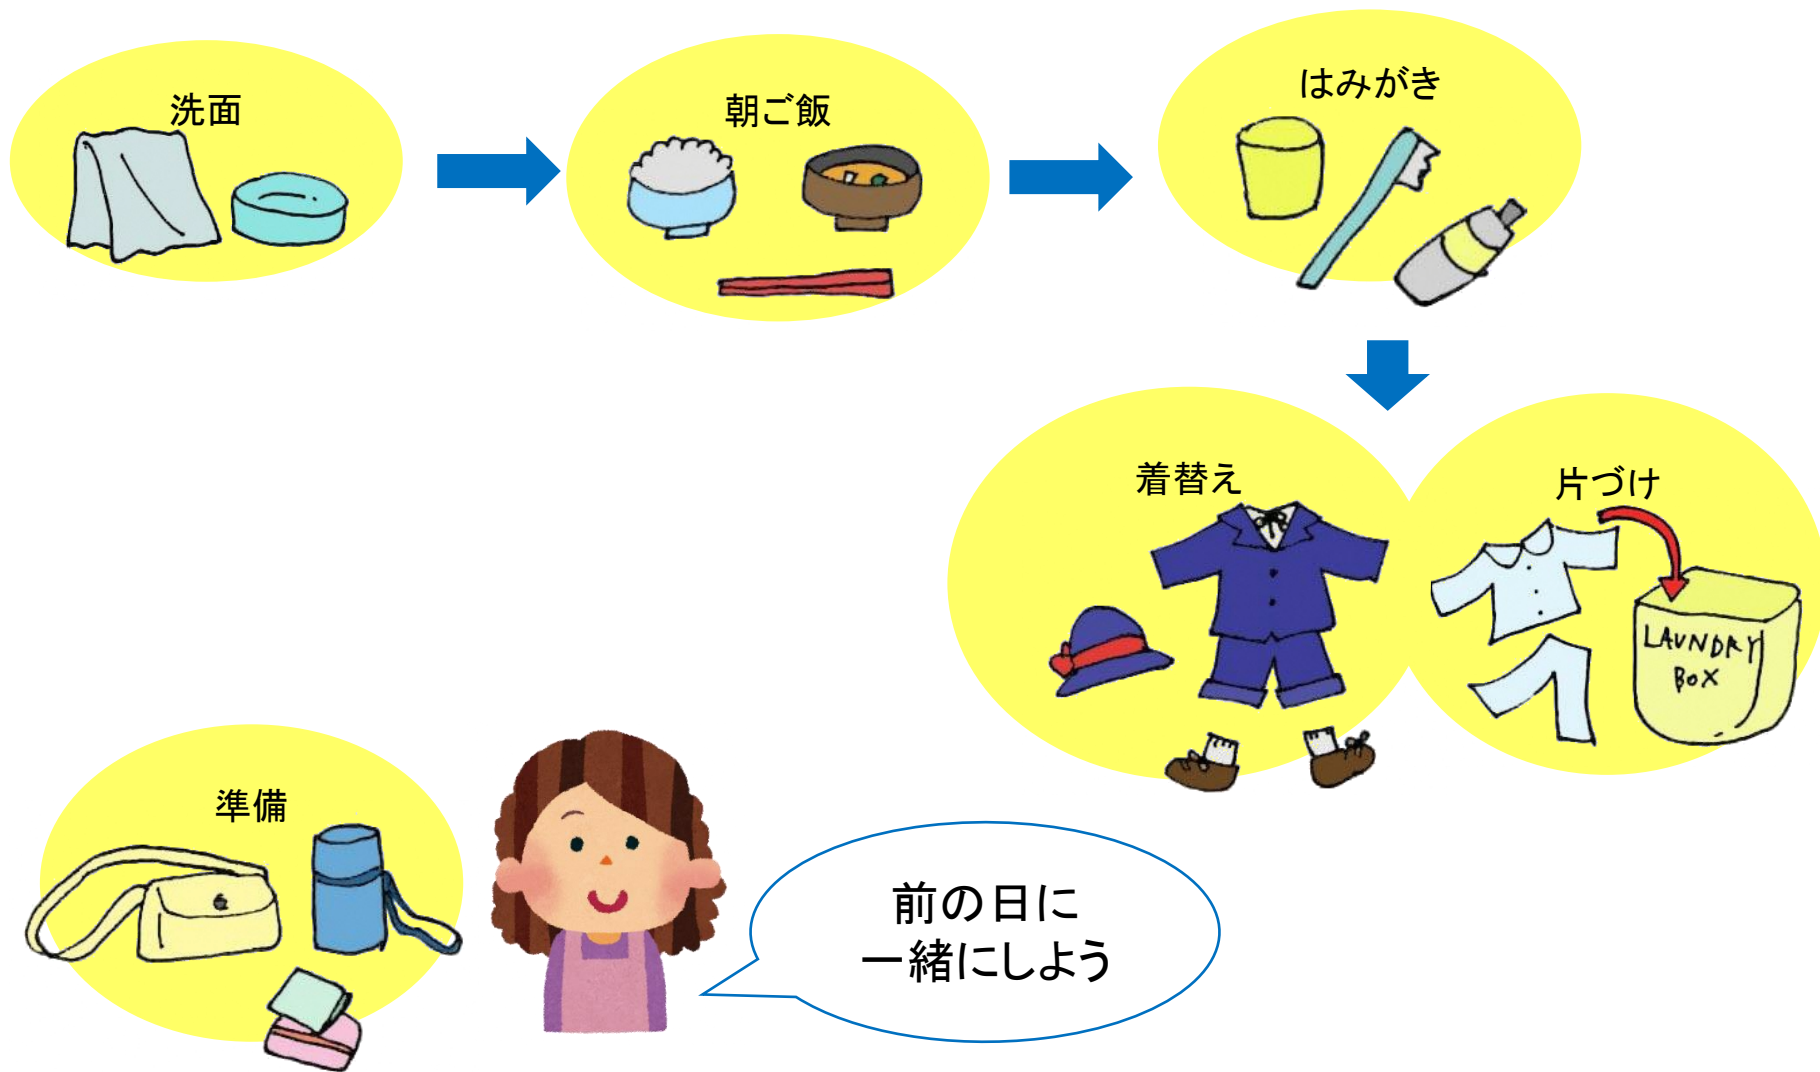 洗面
朝ご飯
はみがき
着替え
片づけ
LAUNDRY
BOX
準備
前の日に
一緒にしよう